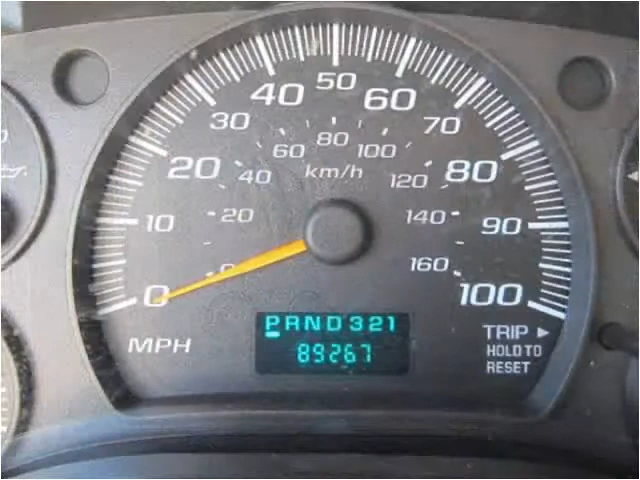 50
40 60
30 80 70
60 100
km/h
20 40 120 80
10 20 140 90
0 0 160 100
PRND321
MPH 89267 TRIP ►
HOLD TO
RESET